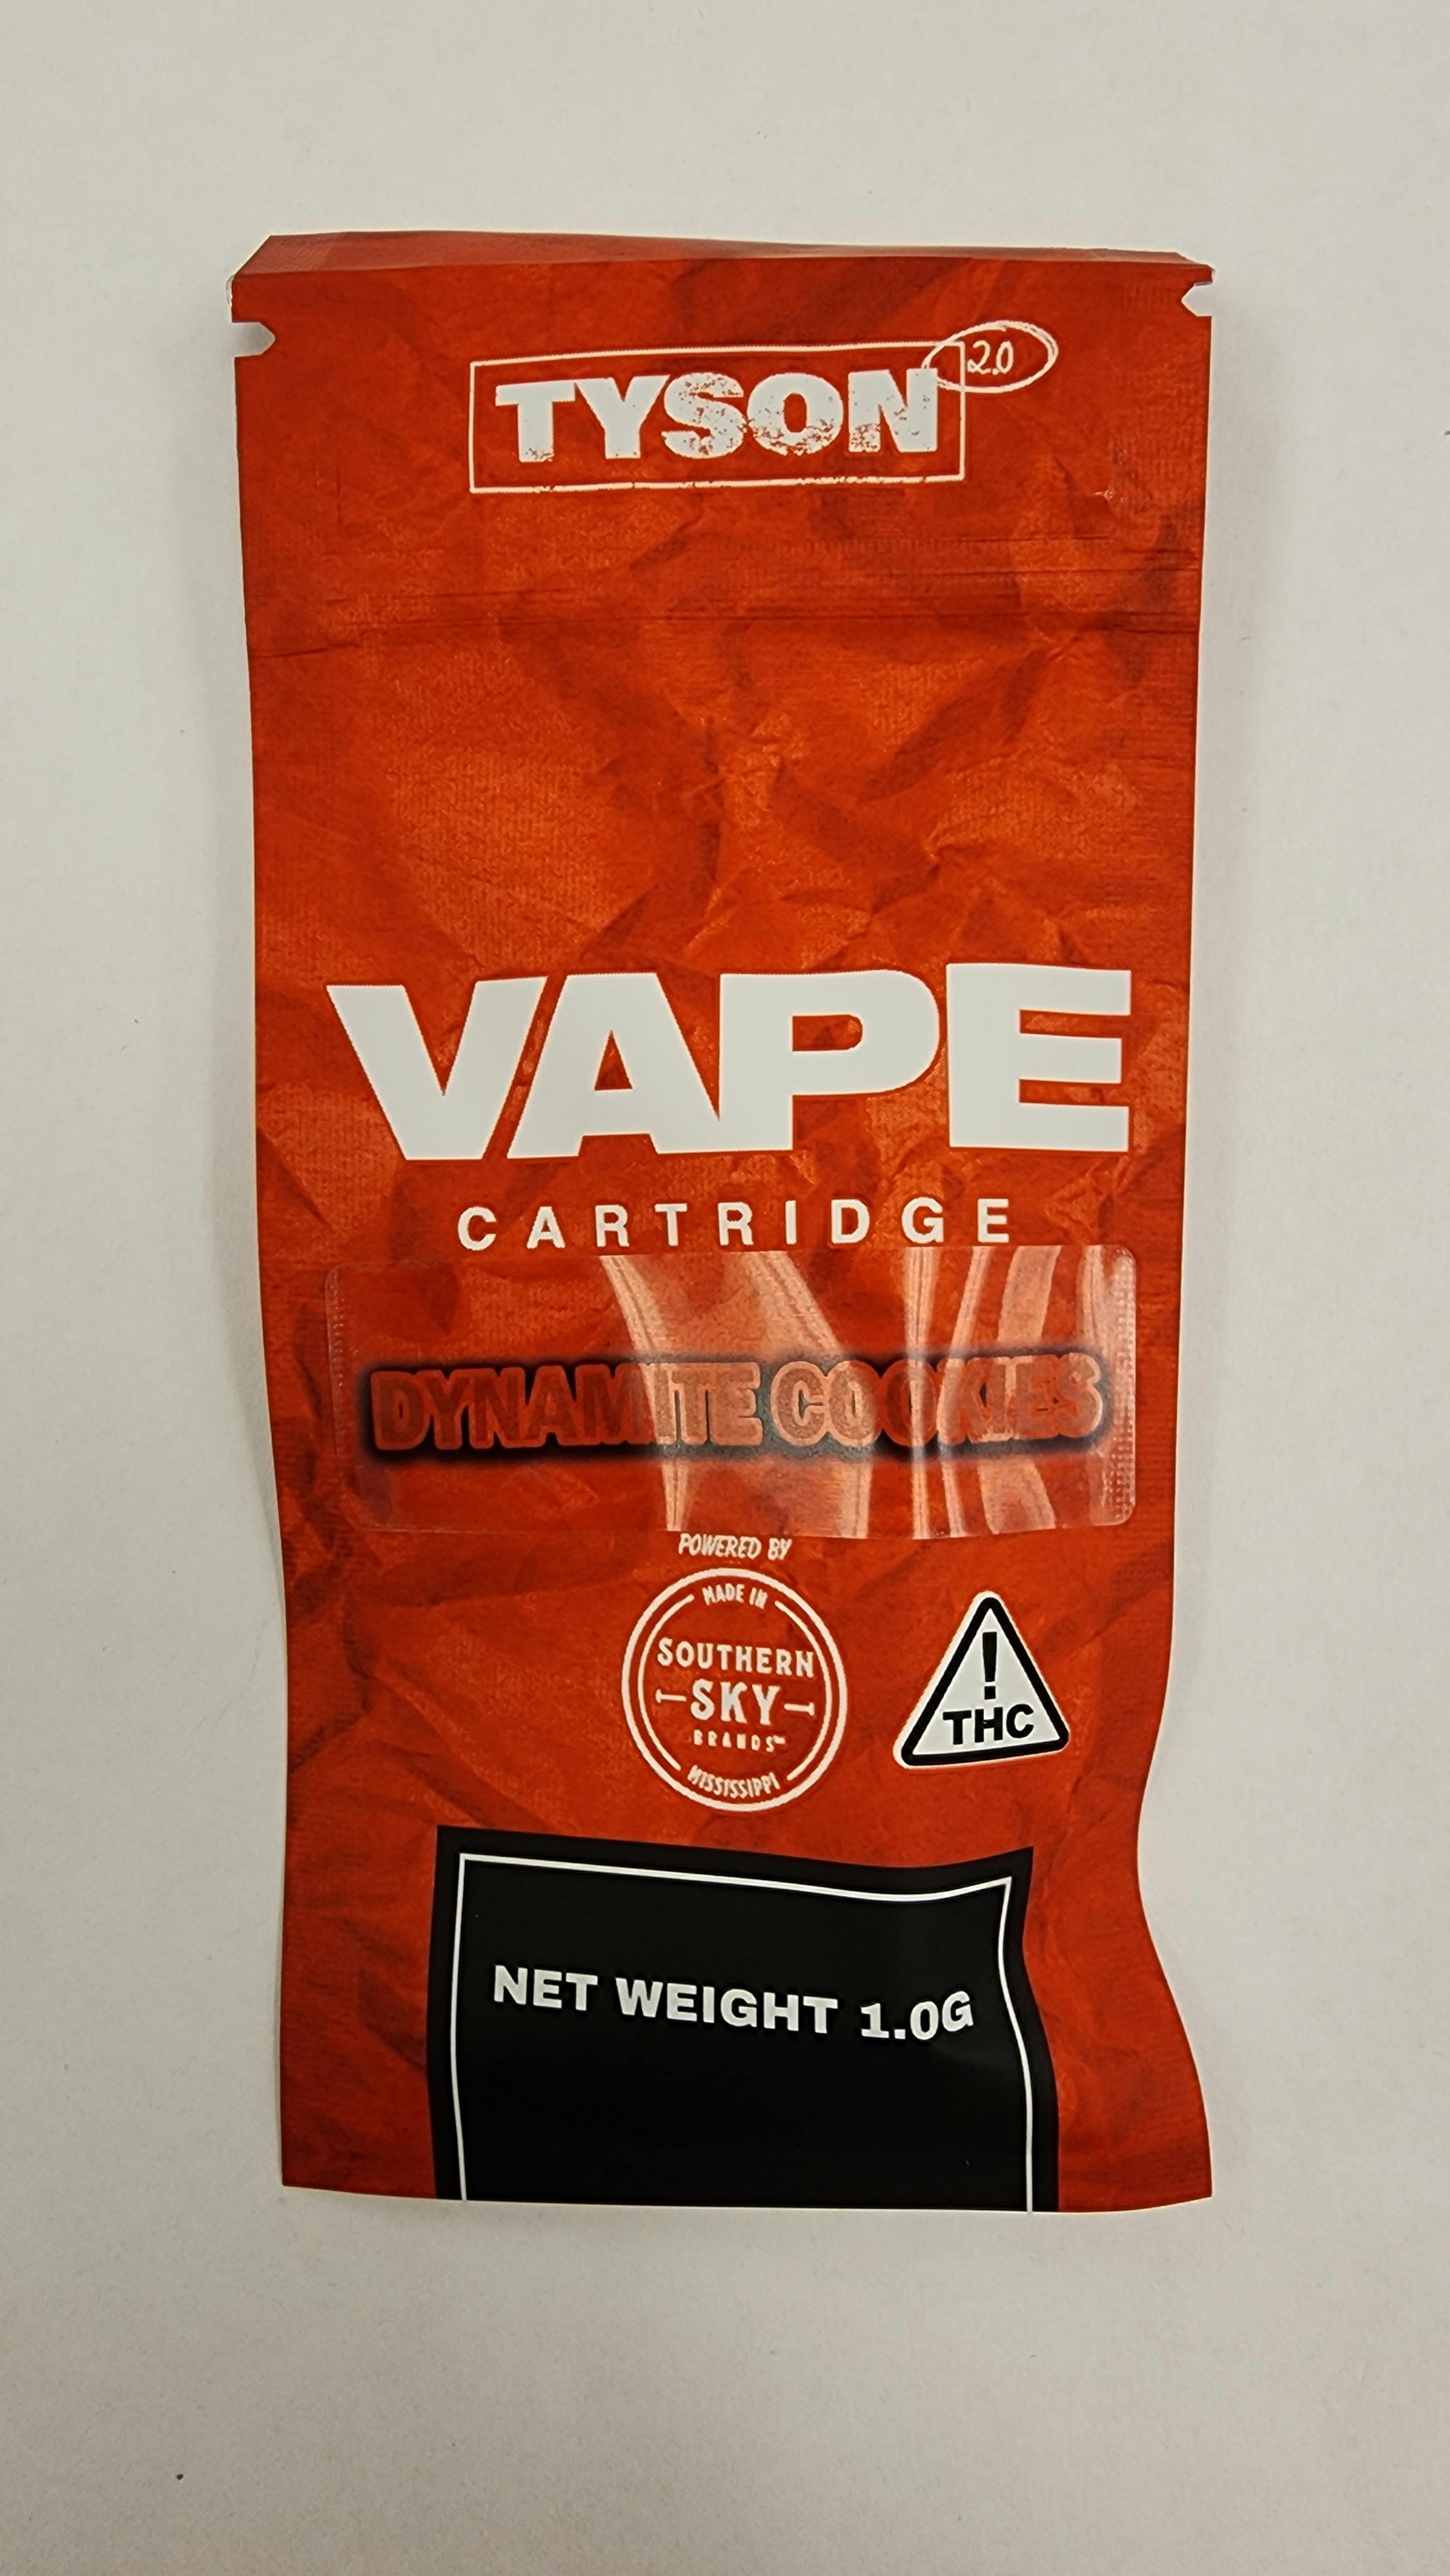 TYSON 2.0
VAPE
CARTRIDGE
DYNAMITE COOKIES
POWERED BY
MADE IN
SOUTHERN
SKY
BRANDS™
MISSISSIPPI
!
THC
NET WEIGHT 1.0G